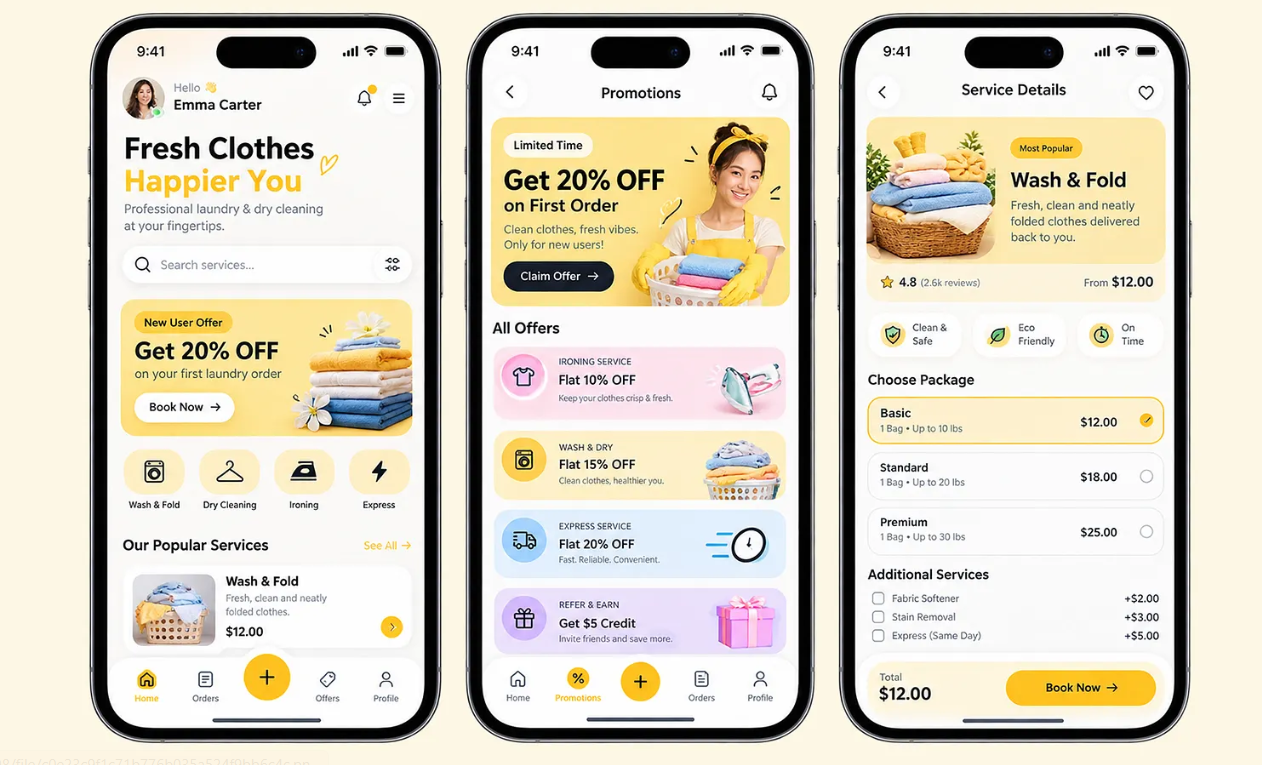 9:41
Hello 👋
Emma Carter
Fresh Clothes
Happier You
Professional laundry & dry cleaning
at your fingertips.
Search services...
New User Offer
Get 20% OFF
on your first laundry order
Book Now →
Wash & Fold
Dry Cleaning
Ironing
Express
Our Popular Services
See All →
Wash & Fold
Fresh, clean and neatly
folded clothes.
$12.00
Home
Orders
+
Offers
Profile
9:41
Promotions
Limited Time
Get 20% OFF
on First Order
Clean clothes, fresh vibes.
Only for new users!
Claim Offer →
All Offers
IRONING SERVICE
Flat 10% OFF
Keep your clothes crisp & fresh.
WASH & DRY
Flat 15% OFF
Clean clothes, healthier you.
EXPRESS SERVICE
Flat 20% OFF
Fast. Reliable. Convenient.
REFER & EARN
Get $5 Credit
Invite friends and save more.
Home
%
Promotions
+
Orders
Profile
9:41
Service Details
Most Popular
Wash & Fold
Fresh, clean and neatly
folded clothes delivered
back to you.
4.8 (2.6k reviews)
From $12.00
Clean &
Safe
Eco
Friendly
On
Time
Choose Package
Basic
1 Bag • Up to 10 lbs
$12.00
Standard
1 Bag • Up to 20 lbs
$18.00
Premium
1 Bag • Up to 30 lbs
$25.00
Additional Services
Fabric Softener +$2.00
Stain Removal +$3.00
Express (Same Day) +$5.00
Total
$12.00
Book Now →